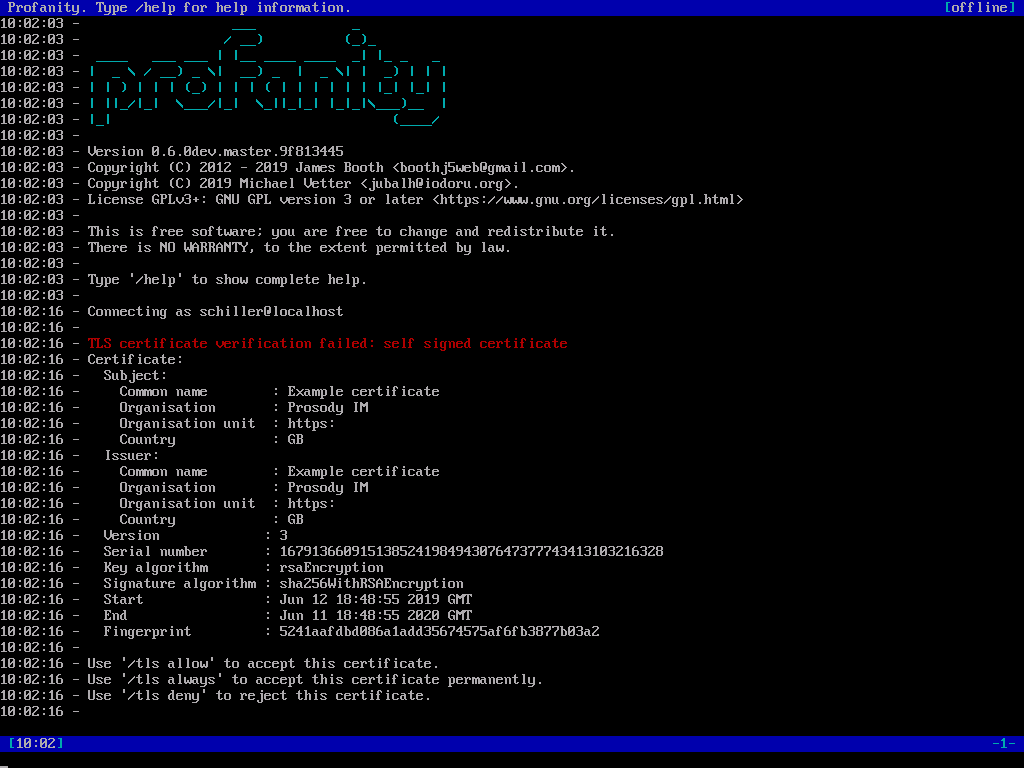 Profanity. Type /help for help information. [offline]
10:02:03 -
10:02:03 -
10:02:03 -
10:02:03 - profanity
10:02:03 -
10:02:03 -
10:02:03 -
10:02:03 -
10:02:03 - Version 0.6.0dev.master.9f813445
10:02:03 - Copyright (C) 2012 - 2019 James Booth <boothj5web@gmail.com>.
10:02:03 - Copyright (C) 2019 Michael Vetter <jubalh@iodoru.org>.
10:02:03 - License GPLv3+: GNU GPL version 3 or later <https://www.gnu.org/licenses/gpl.html>
10:02:03 -
10:02:03 - This is free software; you are free to change and redistribute it.
10:02:03 - There is NO WARRANTY, to the extent permitted by law.
10:02:03 -
10:02:03 - Type '/help' to show complete help.
10:02:03 -
10:02:16 - Connecting as schiller@localhost
10:02:16 -
10:02:16 - TLS certificate verification failed: self signed certificate
10:02:16 - Certificate:
10:02:16 -   Subject:
10:02:16 -     Common name        : Example certificate
10:02:16 -     Organisation       : Prosody IM
10:02:16 -     Organisation unit  : https:
10:02:16 -     Country            : GB
10:02:16 -   Issuer:
10:02:16 -     Common name        : Example certificate
10:02:16 -     Organisation       : Prosody IM
10:02:16 -     Organisation unit  : https:
10:02:16 -     Country            : GB
10:02:16 -   Version             : 3
10:02:16 -   Serial number       : 167913660915138524198494307647377743413103216328
10:02:16 -   Key algorithm       : rsaEncryption
10:02:16 -   Signature algorithm : sha256WithRSAEncryption
10:02:16 -   Start               : Jun 12 18:48:55 2019 GMT
10:02:16 -   End                 : Jun 11 18:48:55 2020 GMT
10:02:16 -   Fingerprint         : 5241aafdbd086a1add35674575af6fb3877b03a2
10:02:16 -
10:02:16 - Use '/tls allow' to accept this certificate.
10:02:16 - Use '/tls always' to accept this certificate permanently.
10:02:16 - Use '/tls deny' to reject this certificate.
10:02:16 -
[10:02] -1-